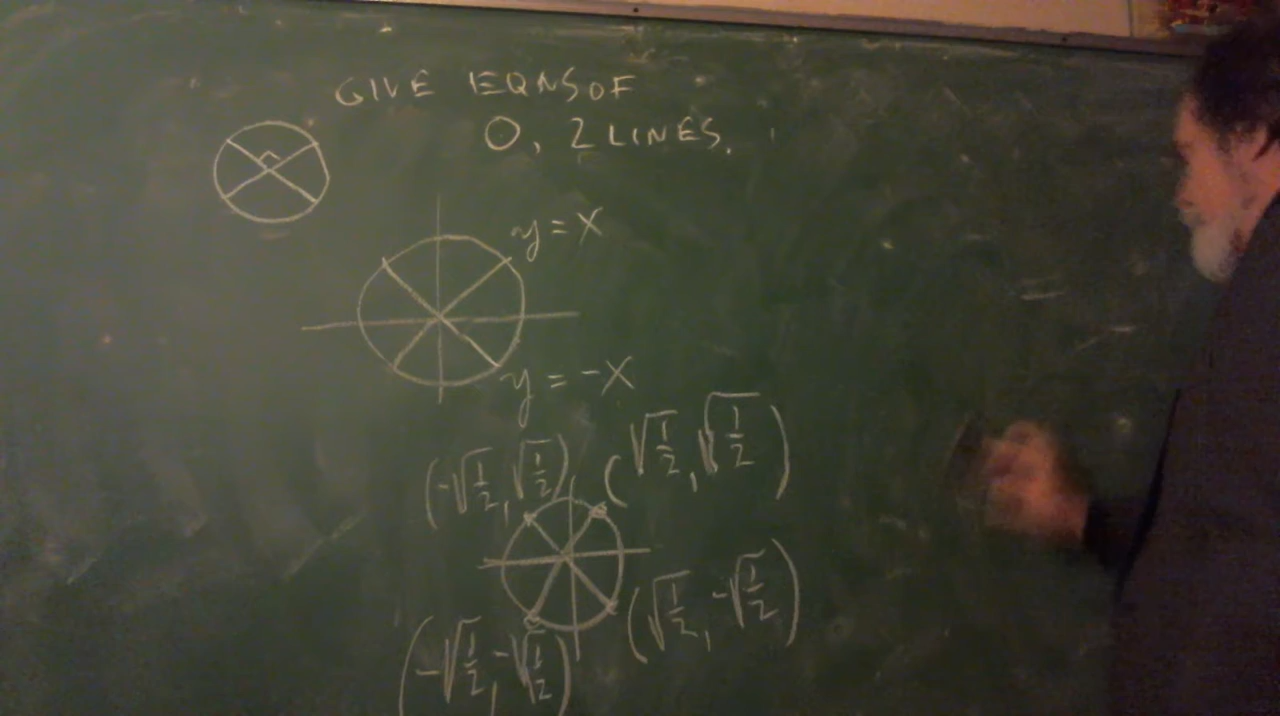 GIVE EQNS OF
O, 2 LINES.
y = x
y = -x
(-√1/2, √1/2) (√1/2, √1/2)
(√1/2, -√1/2)
(-√1/2, -√1/2)